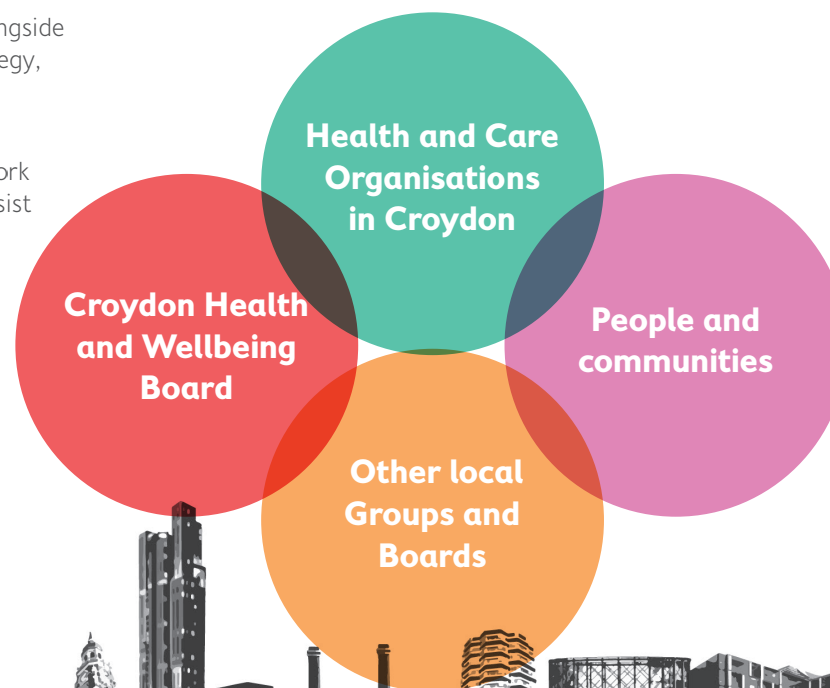 Health and Care
Organisations
in Croydon
Croydon Health
and Wellbeing
Board
People and
communities
Other local
Groups and
Boards